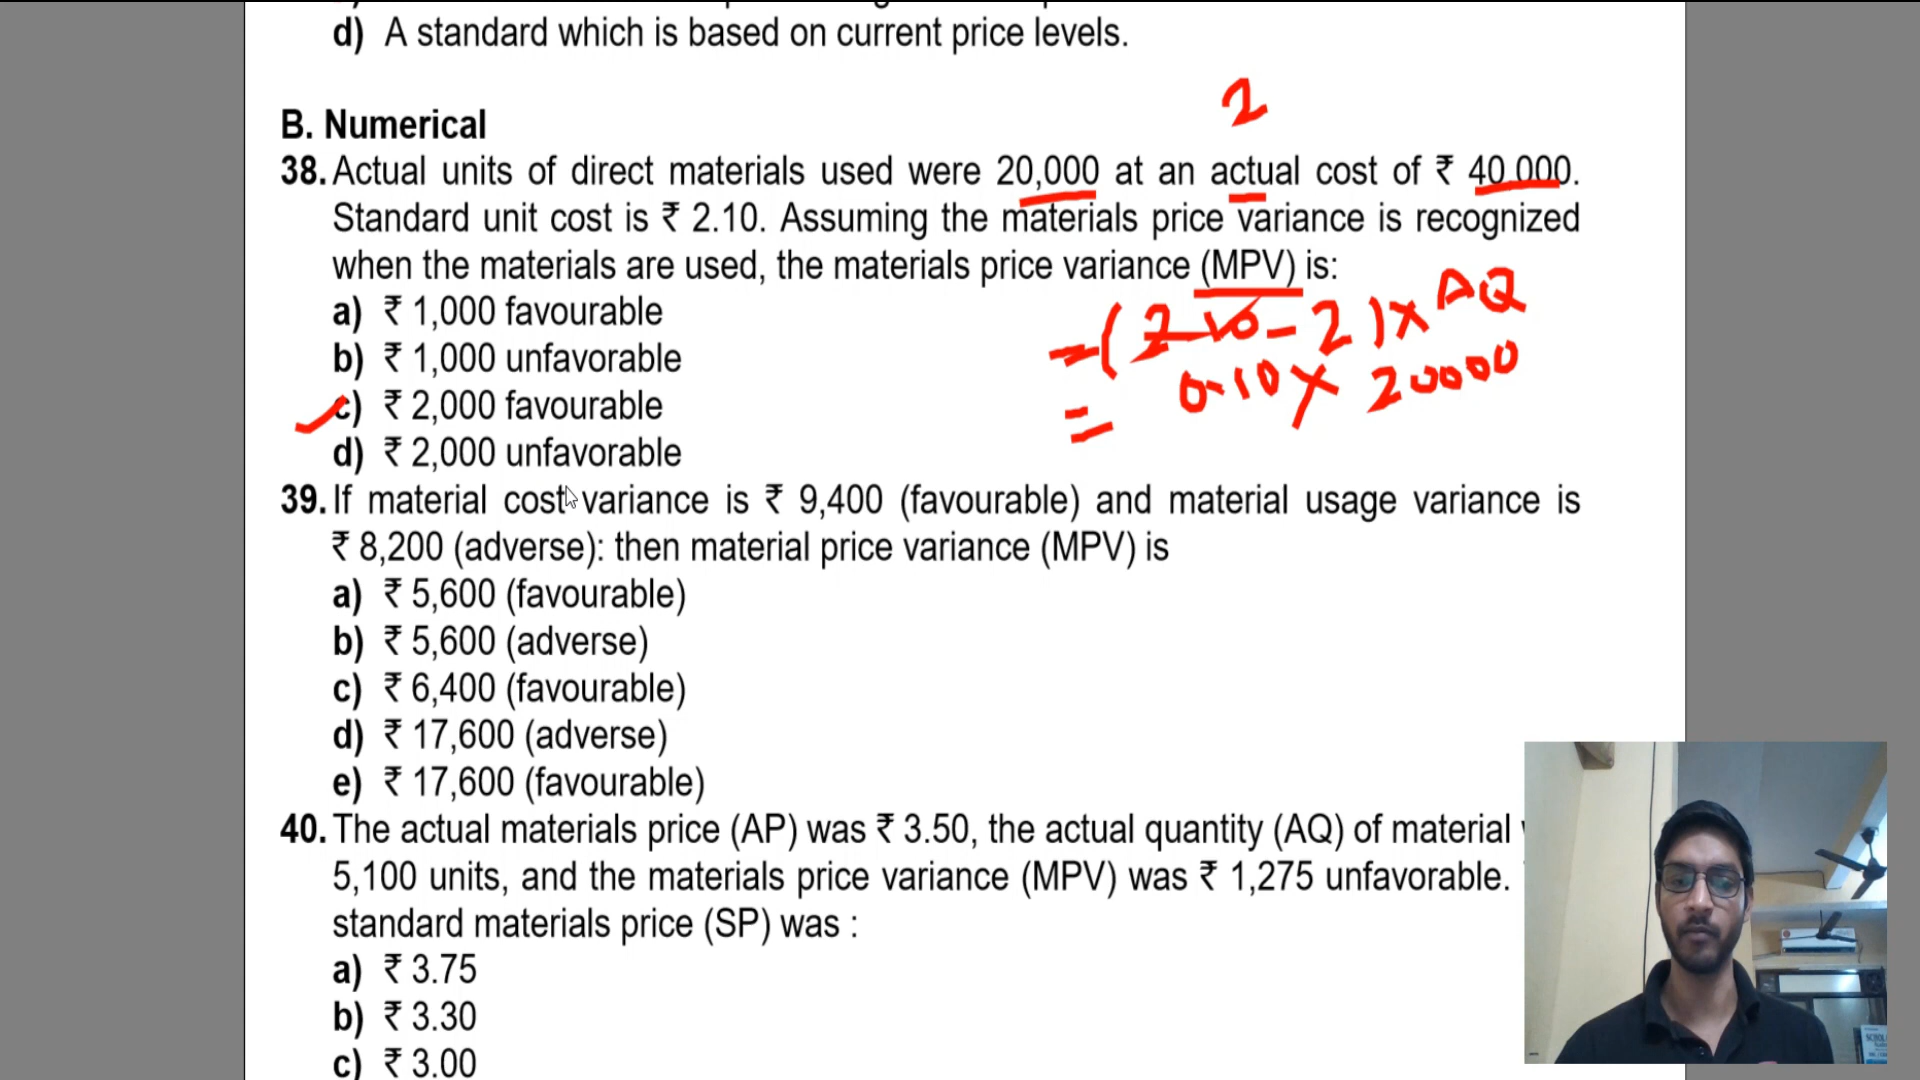 d) A standard which is based on current price levels.
2
B. Numerical
38. Actual units of direct materials used were 20,000 at an actual cost of ₹ 40,000.
Standard unit cost is ₹ 2.10. Assuming the materials price variance is recognized
when the materials are used, the materials price variance (MPV) is:
a) ₹ 1,000 favourable
= (2.10 - 2) x AQ
b) ₹ 1,000 unfavorable
= 0.10 x 20000
c) ₹ 2,000 favourable
d) ₹ 2,000 unfavorable
39. If material cost variance is ₹ 9,400 (favourable) and material usage variance is
₹ 8,200 (adverse): then material price variance (MPV) is
a) ₹ 5,600 (favourable)
b) ₹ 5,600 (adverse)
c) ₹ 6,400 (favourable)
d) ₹ 17,600 (adverse)
e) ₹ 17,600 (favourable)
40. The actual materials price (AP) was ₹ 3.50, the actual quantity (AQ) of material
5,100 units, and the materials price variance (MPV) was ₹ 1,275 unfavorable.
standard materials price (SP) was :
a) ₹ 3.75
b) ₹ 3.30
c) ₹ 3.00